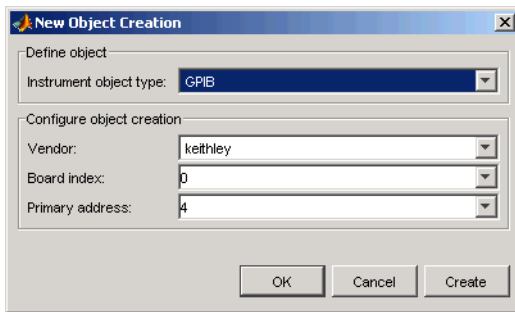 New Object Creation
Define object
Instrument object type: GPIB
Configure object creation
Vendor: keithley
Board index: 0
Primary address: 4
OK Cancel Create